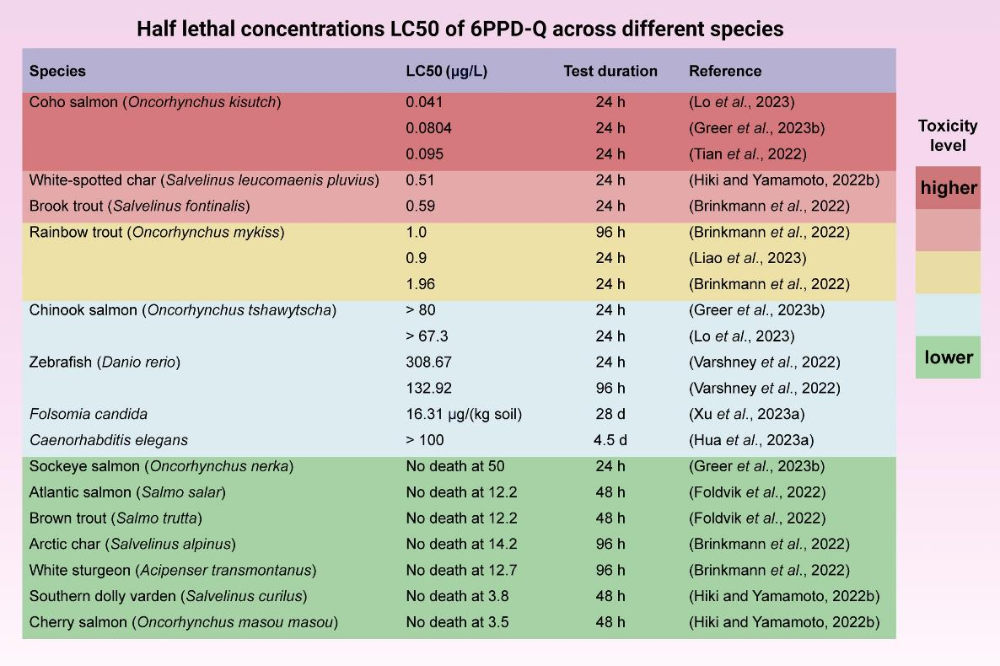 Half lethal concentrations LC50 of 6PPD-Q across different species
Species LC50 (µg/L) Test duration Reference
Coho salmon (Oncorhynchus kisutch) 0.041 24 h (Lo et al., 2023)
0.0804 24 h (Greer et al., 2023b)
0.095 24 h (Tian et al., 2022)
White-spotted char (Salvelinus leucomaenis pluvius) 0.51 24 h (Hiki and Yamamoto, 2022b)
Brook trout (Salvelinus fontinalis) 0.59 24 h (Brinkmann et al., 2022)
Rainbow trout (Oncorhynchus mykiss) 1.0 96 h (Brinkmann et al., 2022)
0.9 24 h (Liao et al., 2023)
1.96 24 h (Brinkmann et al., 2022)
Chinook salmon (Oncorhynchus tshawytscha) > 80 24 h (Greer et al., 2023b)
> 67.3 24 h (Lo et al., 2023)
Zebrafish (Danio rerio) 308.67 24 h (Varshney et al., 2022)
132.92 96 h (Varshney et al., 2022)
Folsomia candida 16.31 µg/(kg soil) 28 d (Xu et al., 2023a)
Caenorhabditis elegans > 100 4.5 d (Hua et al., 2023a)
Sockeye salmon (Oncorhynchus nerka) No death at 50 24 h (Greer et al., 2023b)
Atlantic salmon (Salmo salar) No death at 12.2 48 h (Foldvik et al., 2022)
Brown trout (Salmo trutta) No death at 12.2 48 h (Foldvik et al., 2022)
Arctic char (Salvelinus alpinus) No death at 14.2 96 h (Brinkmann et al., 2022)
White sturgeon (Acipenser transmontanus) No death at 12.7 96 h (Brinkmann et al., 2022)
Southern dolly varden (Salvelinus curilus) No death at 3.8 48 h (Hiki and Yamamoto, 2022b)
Cherry salmon (Oncorhynchus masou masou) No death at 3.5 48 h (Hiki and Yamamoto, 2022b)
Toxicity
level
higher
lower